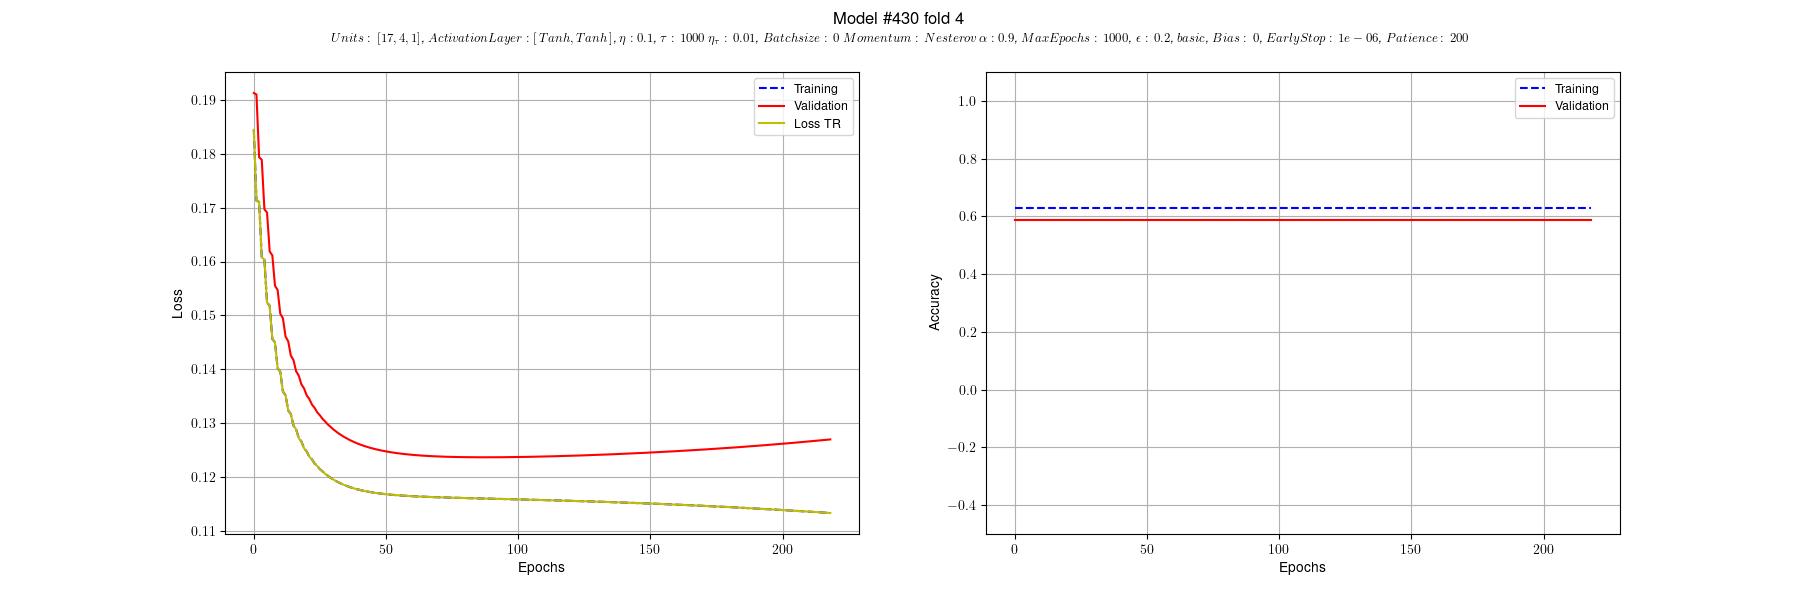 Model #430 fold 4
Units : [17, 4, 1], ActivationLayer : [Tanh, Tanh], η : 0.1, τ : 1000 η_τ : 0.01, Batchsize : 0 Momentum : Nesterov α : 0.9, MaxEpochs : 1000, ϵ : 0.2, basic, Bias : 0, EarlyStop : 1e − 06, Patience : 200
Training
Validation
Loss TR
0.19
0.18
0.17
0.16
0.15
0.14
0.13
0.12
0.11
Loss
0 50 100 150 200
Epochs
Training
Validation
1.0
0.8
0.6
0.4
0.2
0.0
−0.2
−0.4
Accuracy
0 50 100 150 200
Epochs